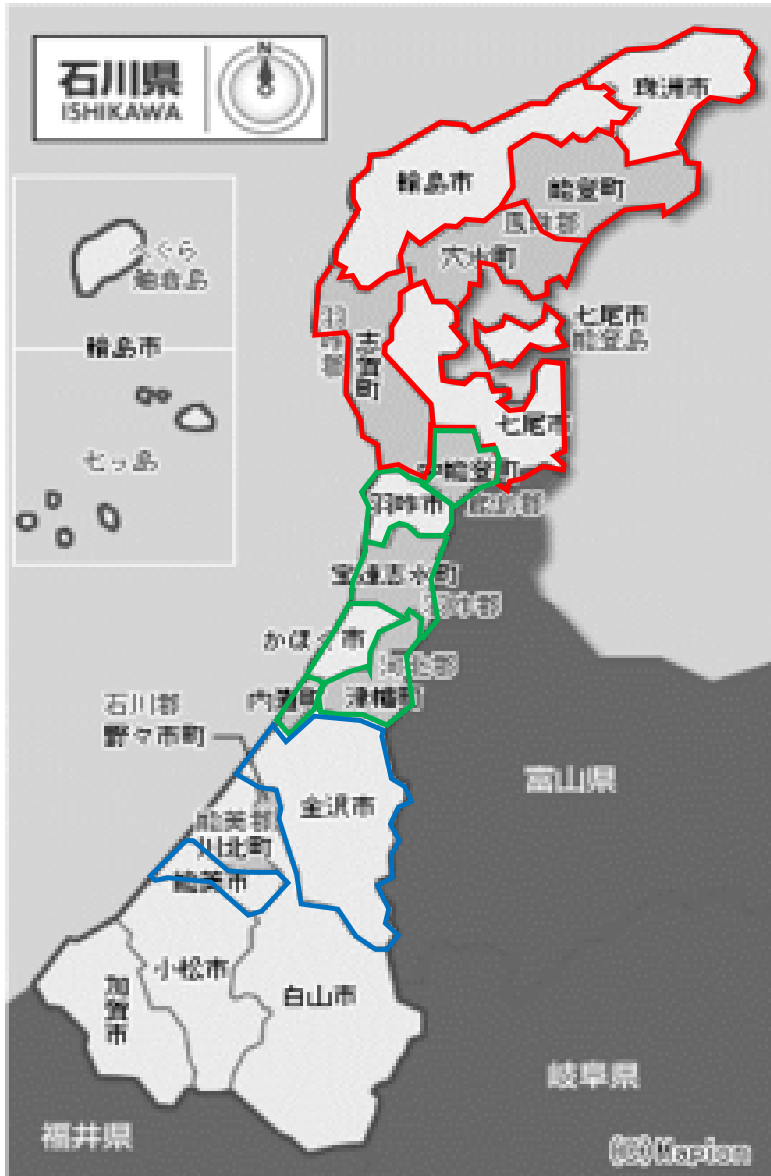 石川県
ISHIKAWA
N
珠洲市
輪島市
能登町
鳳珠郡
穴水町
へぐら
舳倉島
輪島市
七ッ島
羽咋郡
志賀町
七尾市
能登島
七尾市
中能登町
鹿島郡
羽咋市
宝達志水町
羽咋郡
かほく市
河北郡
内灘町
津幡町
石川郡
野々市町
金沢市
富山県
能美郡
川北町
能美市
小松市
加賀市
白山市
岐阜県
福井県
(C) Mapion